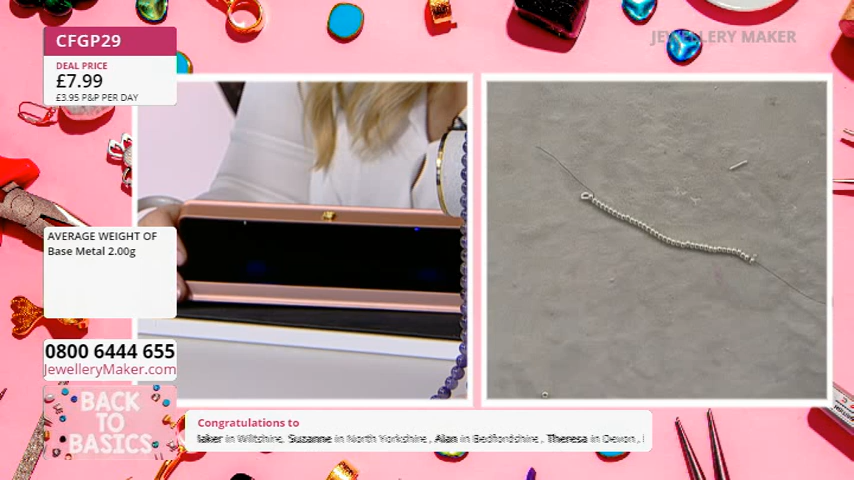 CFGP29
JEWELLERY MAKER
DEAL PRICE
£7.99
£3.95 P&P PER DAY
AVERAGE WEIGHT OF
Base Metal 2.00g
0800 6444 655
JewelleryMaker.com
BACK
TO
BASICS
Congratulations to
in Wiltshire, Suzanne in North Yorkshire, Alan in Bedfordshire, Theresa in Devon,